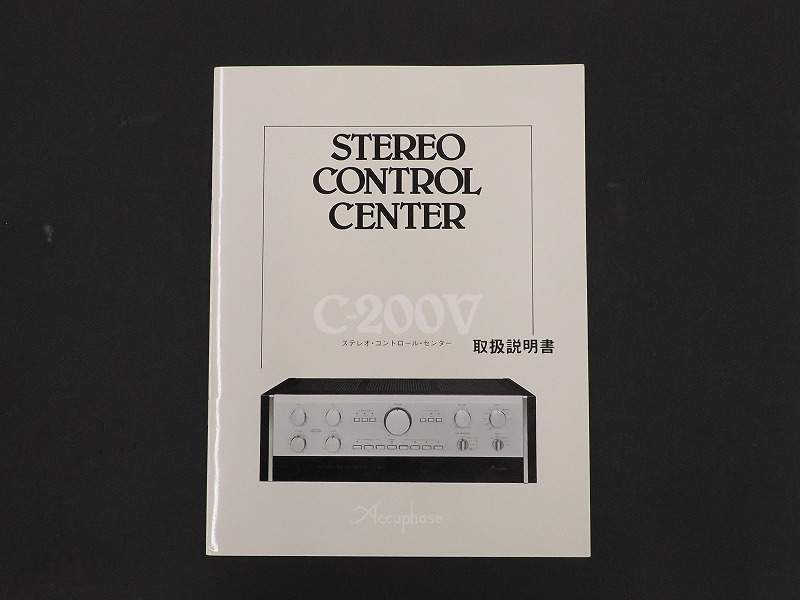 STEREO
CONTROL
CENTER
C-200V
ステレオ・コントロール・センター
取扱説明書
Accuphase